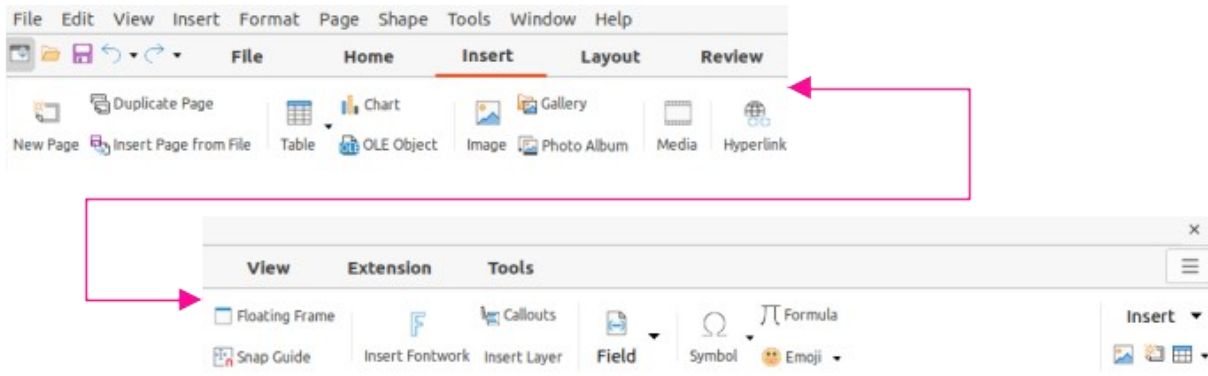 File Edit View Insert Format Page Shape Tools Window Help
File Home Insert Layout Review
Duplicate Page Chart Gallery
New Page Insert Page from File Table OLE Object Image Photo Album Media Hyperlink
View Extension Tools
Floating Frame Callouts Formula Insert
Snap Guide Insert Fontwork Insert Layer Field Symbol Emoji